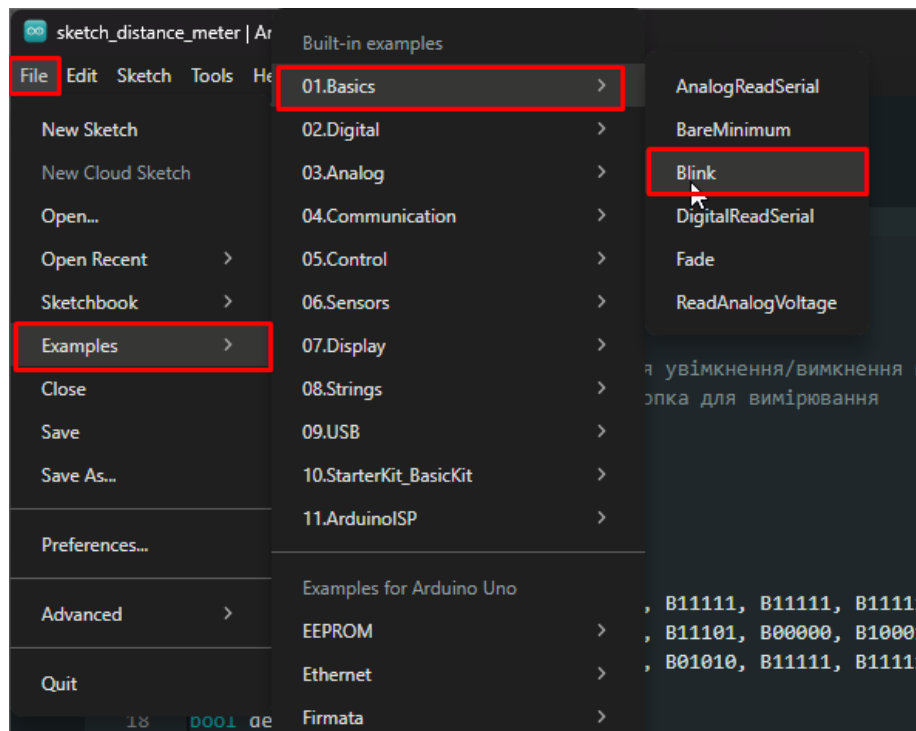 sketch_distance_meter | Ar
File Edit Sketch Tools He
New Sketch
New Cloud Sketch
Open...
Open Recent
Sketchbook
Examples
Close
Save
Save As...
Preferences...
Advanced
Quit
Built-in examples
01.Basics
02.Digital
03.Analog
04.Communication
05.Control
06.Sensors
07.Display
08.Strings
09.USB
10.StarterKit_BasicKit
11.ArduinoISP
Examples for Arduino Uno
EEPROM
Ethernet
Firmata
AnalogReadSerial
BareMinimum
Blink
DigitalReadSerial
Fade
ReadAnalogVoltage
я увімкнення/вимкнення
опка для вимірювання
, B11111, B11111, B1111
, B11101, B00000, B1000
, B01010, B11111, B1111
18 bool de